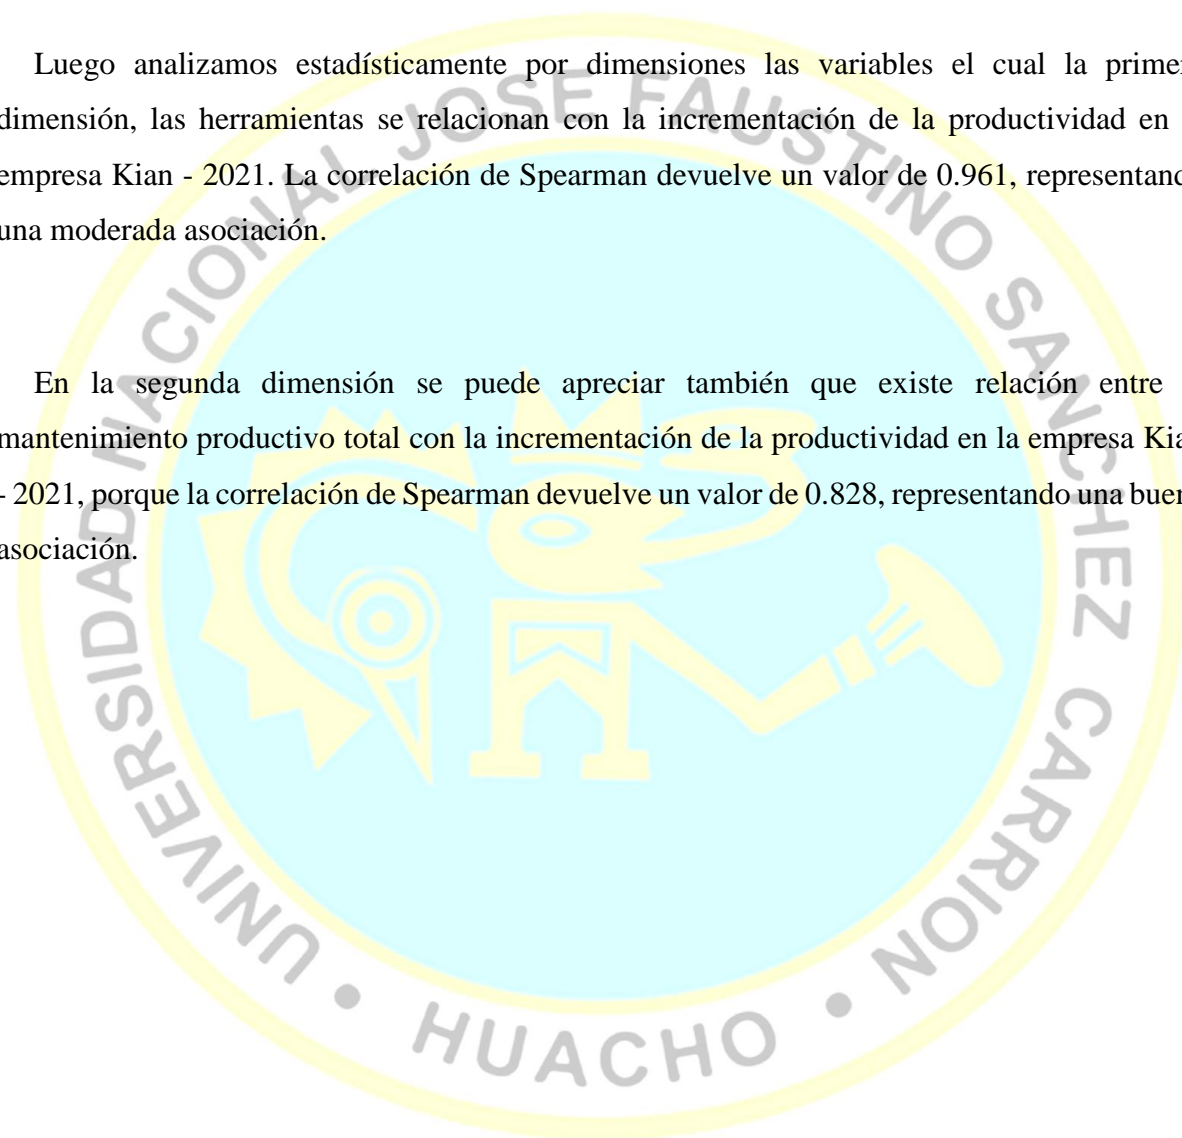 Luego analizamos estadísticamente por dimensiones las variables el cual la primer
dimensión, las herramientas se relacionan con la incrementación de la productividad en
empresa Kian - 2021. La correlación de Spearman devuelve un valor de 0.961, representand
una moderada asociación.
En la segunda dimensión se puede apreciar también que existe relación entre
mantenimiento productivo total con la incrementación de la productividad en la empresa Kia
- 2021, porque la correlación de Spearman devuelve un valor de 0.828, representando una buen
asociación.
UNIVERSIDAD NACIONAL JOSE FAUSTINO SANCHEZ CARRION • HUACHO •